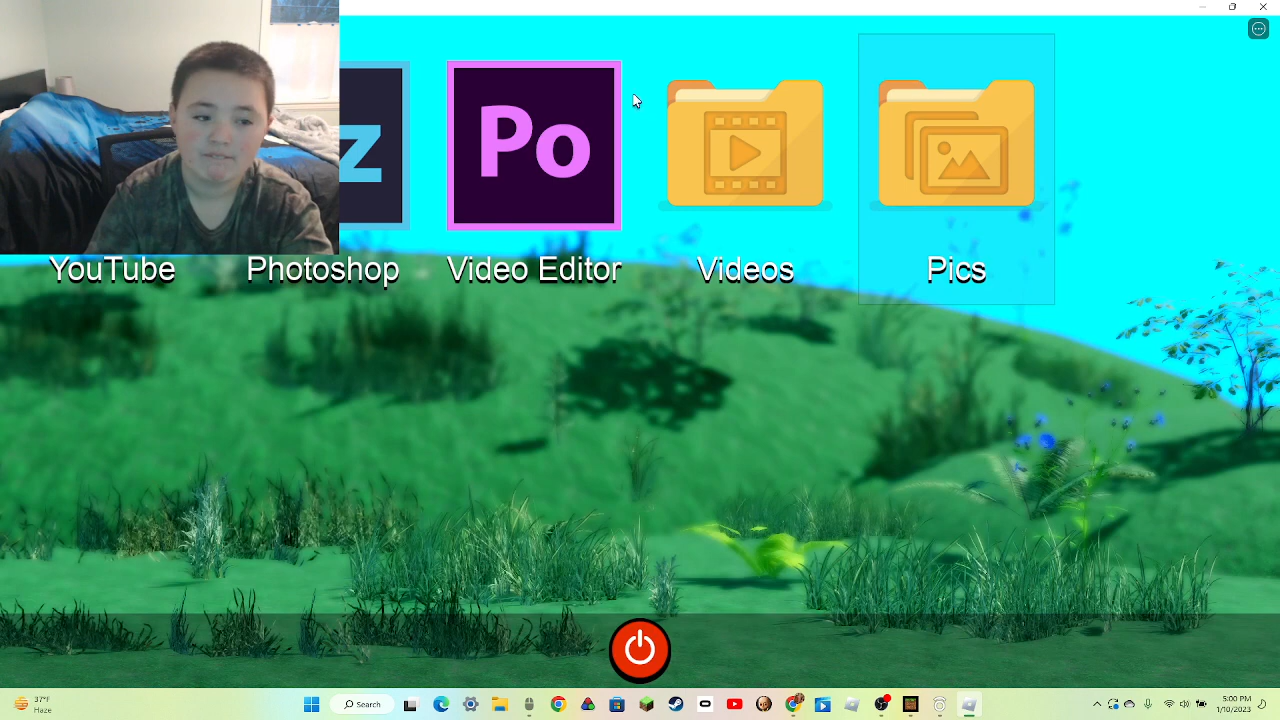 z
Po
YouTube Photoshop Video Editor Videos Pics
37°F
Haze
Search
5:00 PM
1/10/2023